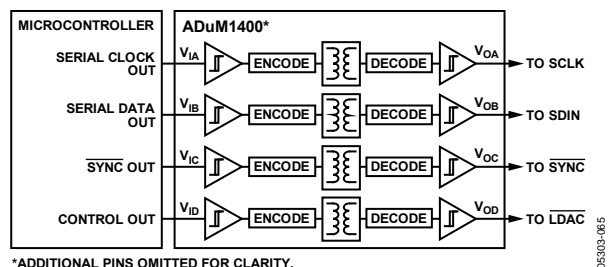 MICROCONTROLLER
ADuM1400*
SERIAL CLOCK
OUT
VIA
ENCODE
DECODE
VOA
TO SCLK
SERIAL DATA
OUT
VIB
ENCODE
DECODE
VOB
TO SDIN
SYNC OUT
VIC
ENCODE
DECODE
VOC
TO SYNC
CONTROL OUT
VID
ENCODE
DECODE
VOD
TO LDAC
*ADDITIONAL PINS OMITTED FOR CLARITY.
05303-065